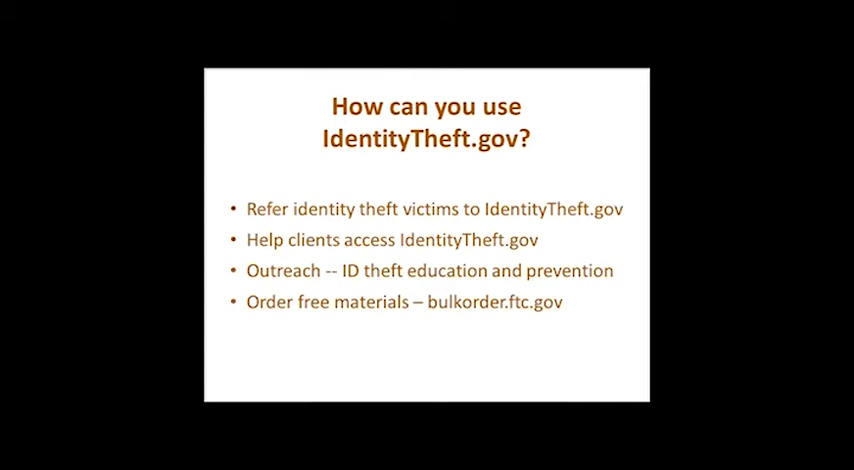 How can you use
IdentityTheft.gov?
• Refer identity theft victims to IdentityTheft.gov
• Help clients access IdentityTheft.gov
• Outreach -- ID theft education and prevention
• Order free materials – bulkorder.ftc.gov